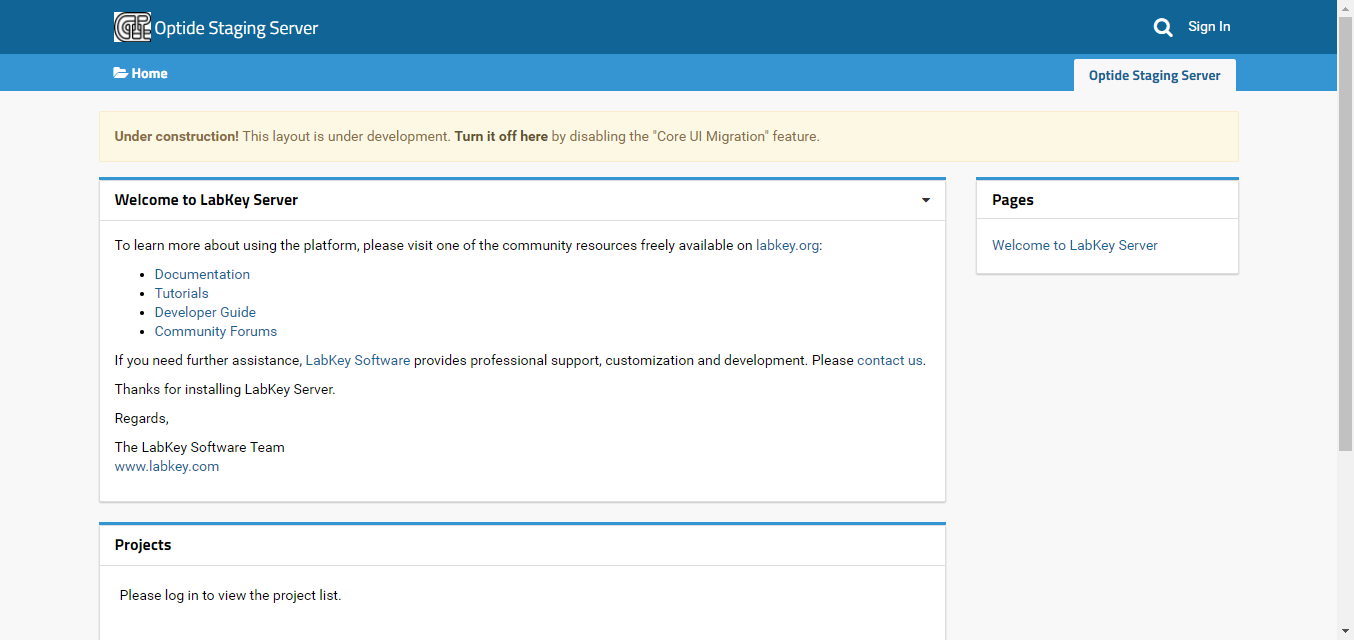 Optide Staging Server
Sign In
Home
Optide Staging Server
Under construction! This layout is under development. Turn it off here by disabling the "Core UI Migration" feature.
Welcome to LabKey Server
To learn more about using the platform, please visit one of the community resources freely available on labkey.org:
Documentation
Tutorials
Developer Guide
Community Forums
If you need further assistance, LabKey Software provides professional support, customization and development. Please contact us.
Thanks for installing LabKey Server.
Regards,
The LabKey Software Team
www.labkey.com
Pages
Welcome to LabKey Server
Projects
Please log in to view the project list.